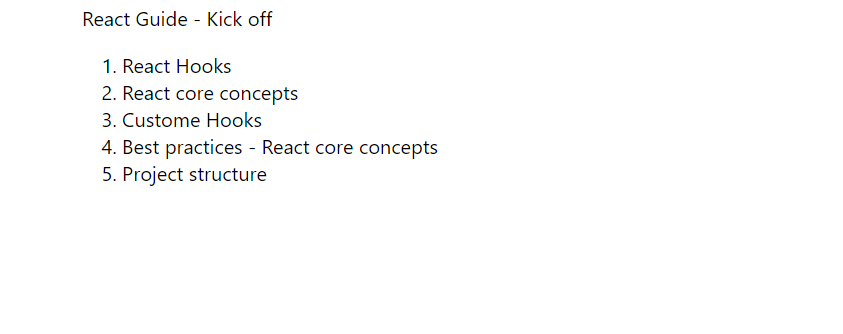 React Guide - Kick off
1. React Hooks
2. React core concepts
3. Custome Hooks
4. Best practices - React core concepts
5. Project structure